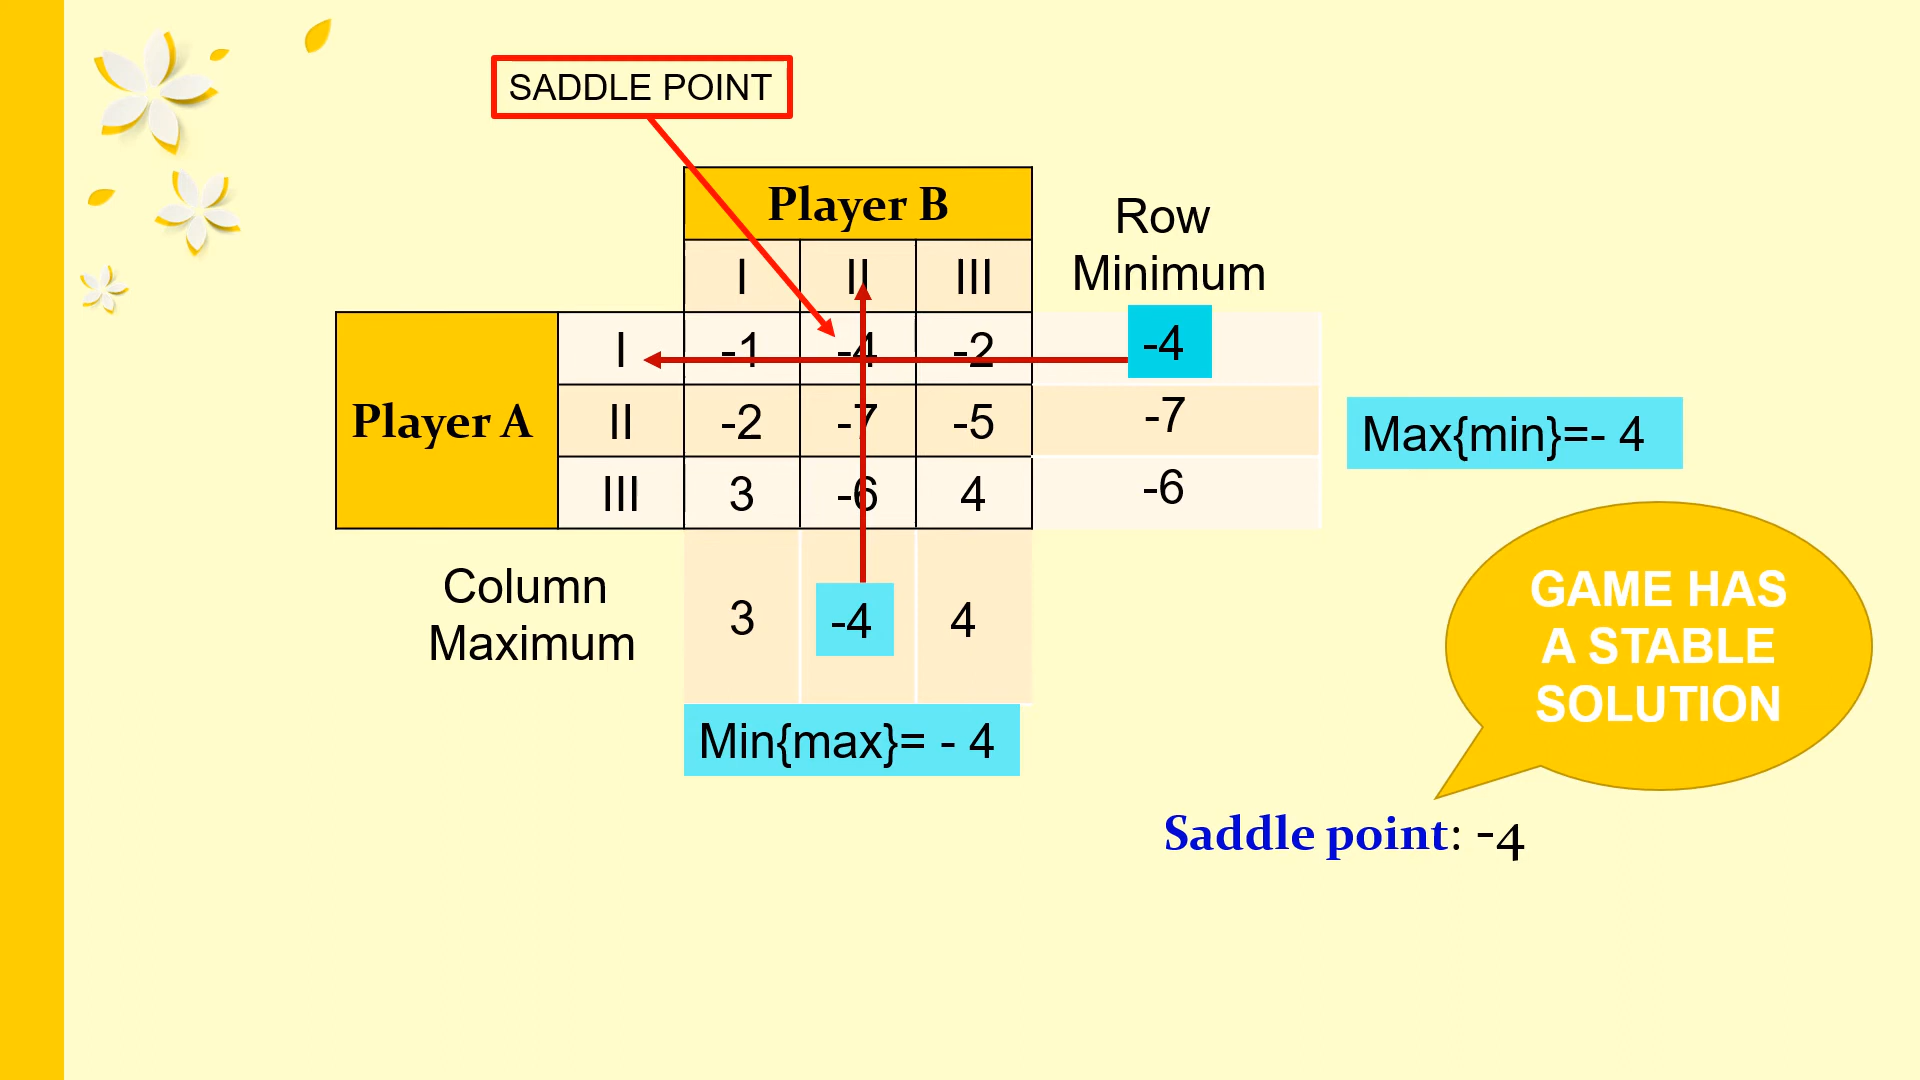 SADDLE POINT
Player B
Row
Minimum
I II III
Player A
I -1 -4 -2 -4
II -2 -7 -5 -7
III 3 -6 4 -6
Max{min}=- 4
Column
Maximum
3 -4 4
Min{max}= - 4
GAME HAS
A STABLE
SOLUTION
Saddle point: -4